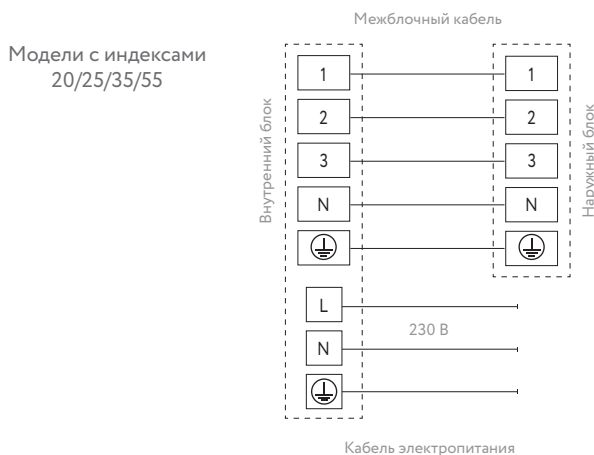 Межблочный кабель
Модели с индексами
20/25/35/55
Внутренний блок
Наружный блок
1 1
2 2
3 3
N N
L
230 В
N
Кабель электропитания